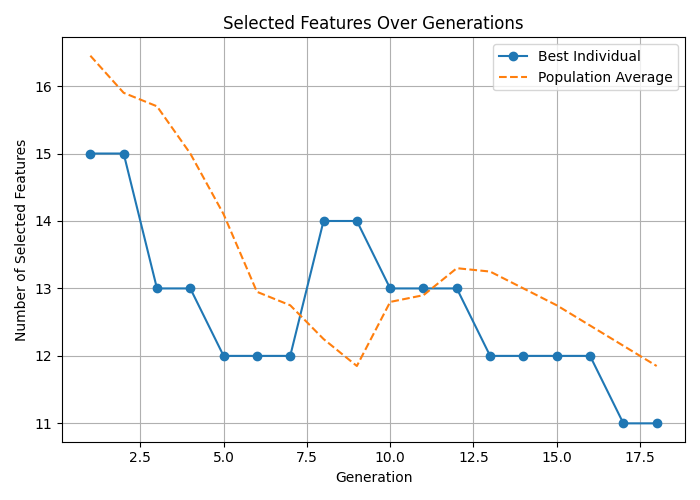 Selected Features Over Generations
Best Individual
Population Average
Number of Selected Features
16
15
14
13
12
11
2.5
5.0
7.5
10.0
12.5
15.0
17.5
Generation